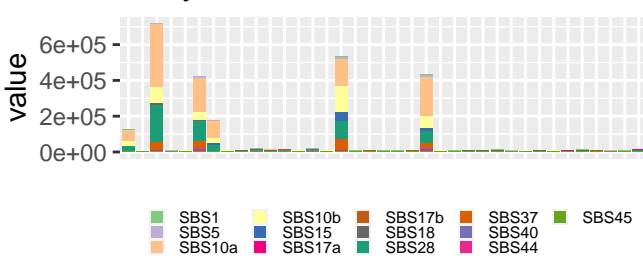 value
6e+05
4e+05
2e+05
0e+00
SBS1 SBS10b SBS17b SBS37 SBS45
SBS5 SBS15 SBS18 SBS40
SBS10a SBS17a SBS28 SBS44